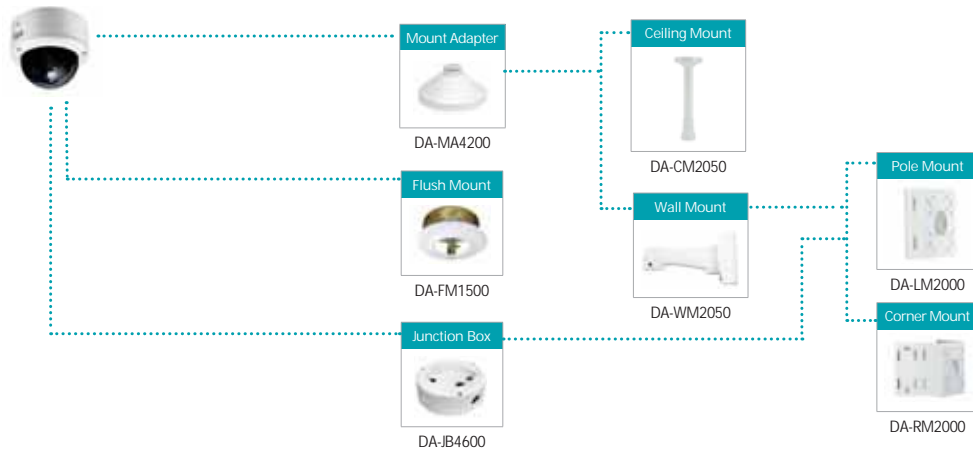 Mount Adapter
DA-MA4200
Ceiling Mount
DA-CM2050
Flush Mount
DA-FM1500
Wall Mount
DA-WM2050
Pole Mount
DA-LM2000
Junction Box
DA-JB4600
Corner Mount
DA-RM2000